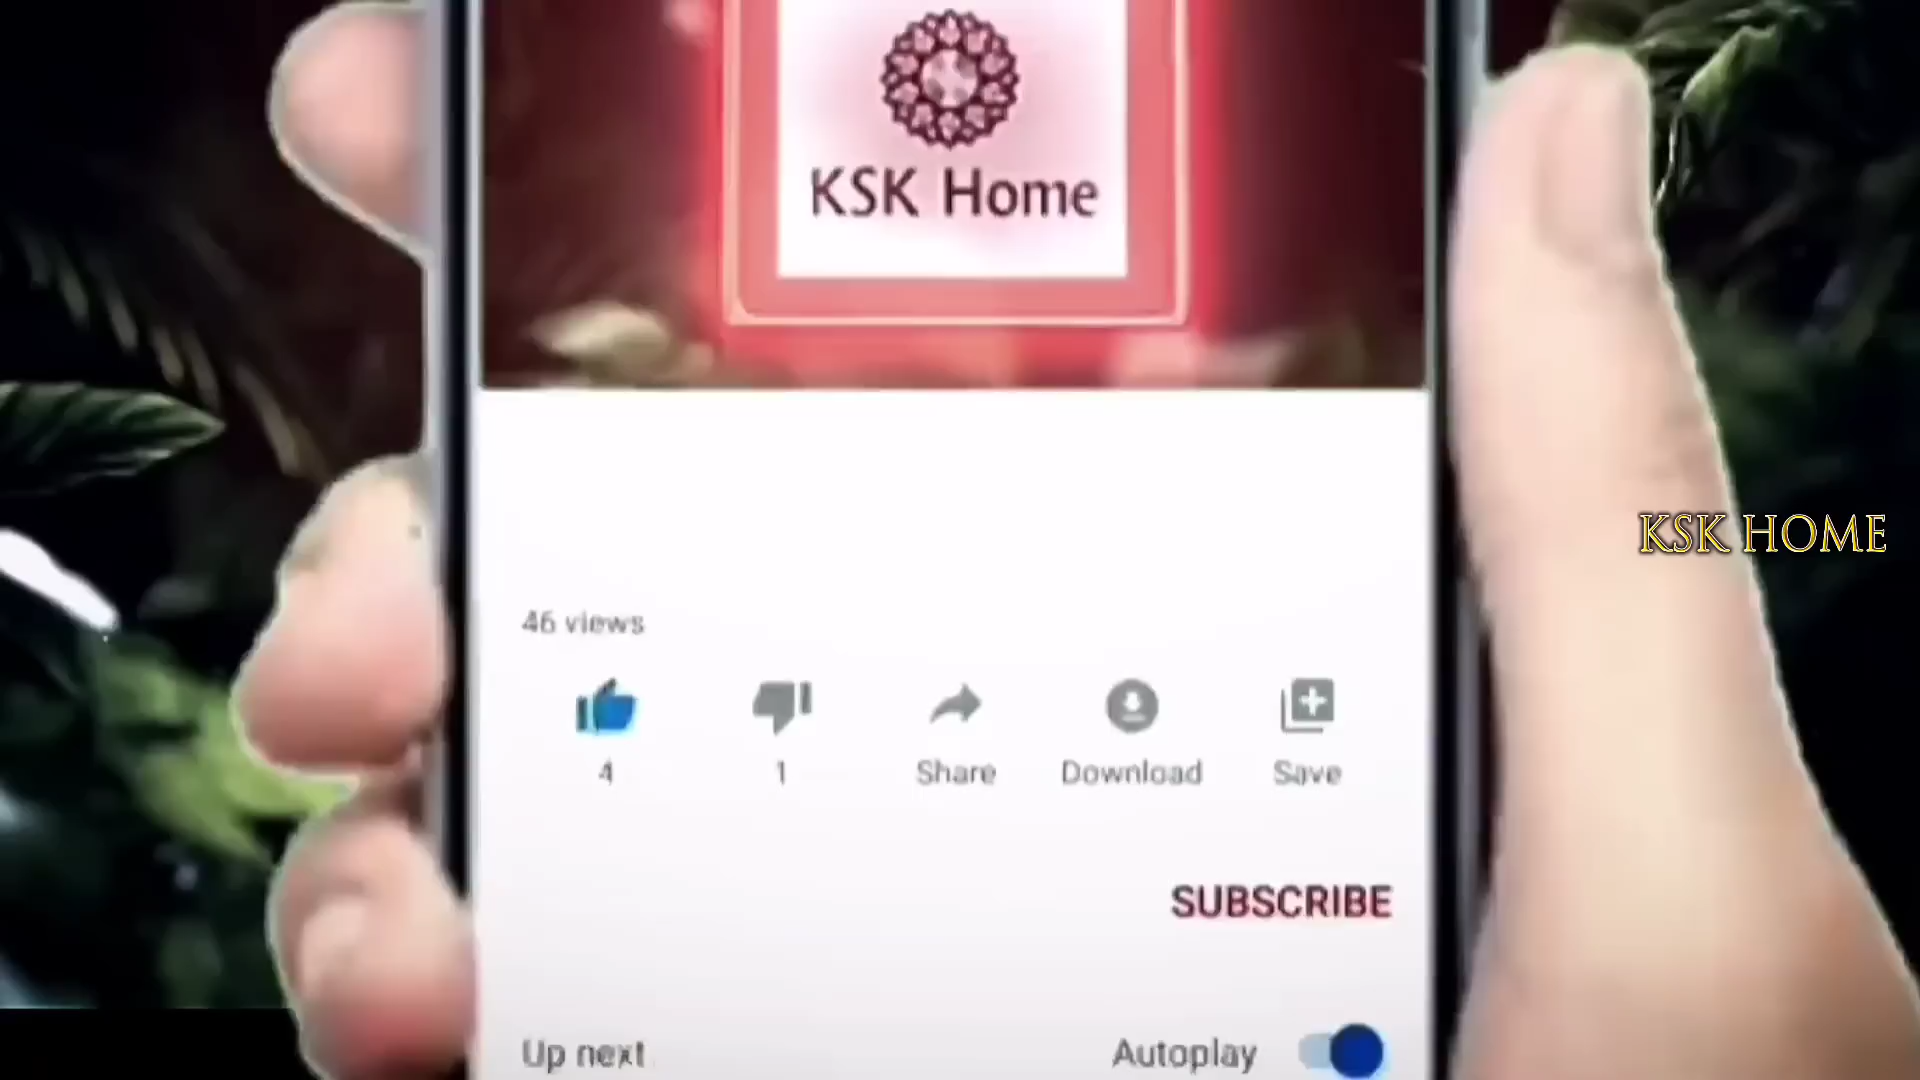 KSK Home
KSK HOME
46 views
4
1
Share
Download
Save
SUBSCRIBE
Up next
Autoplay